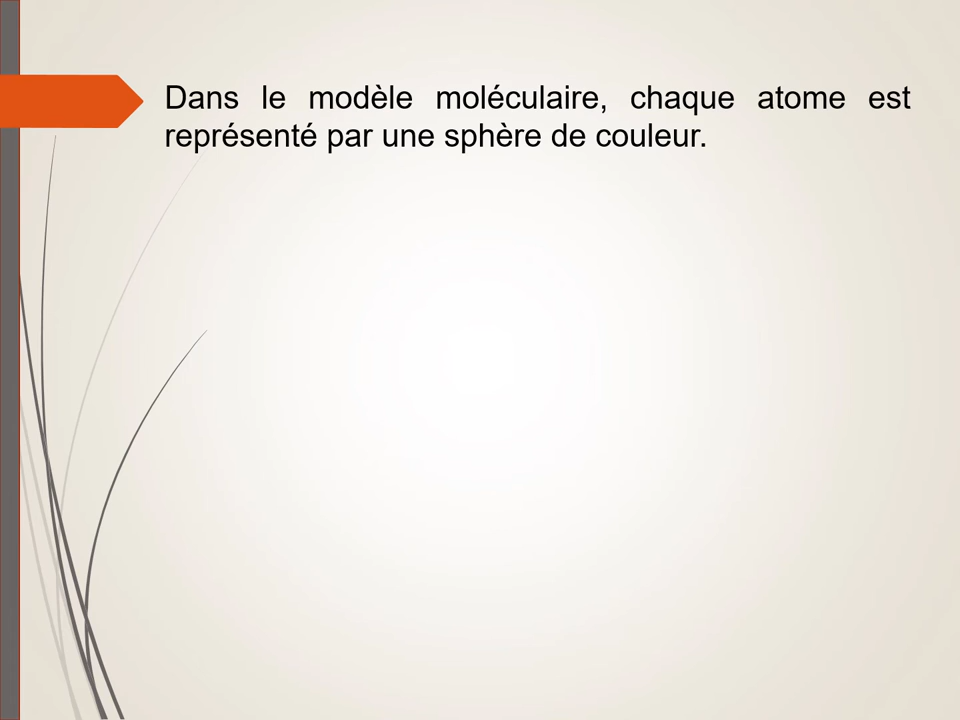 Dans le modèle moléculaire, chaque atome est
représenté par une sphère de couleur.